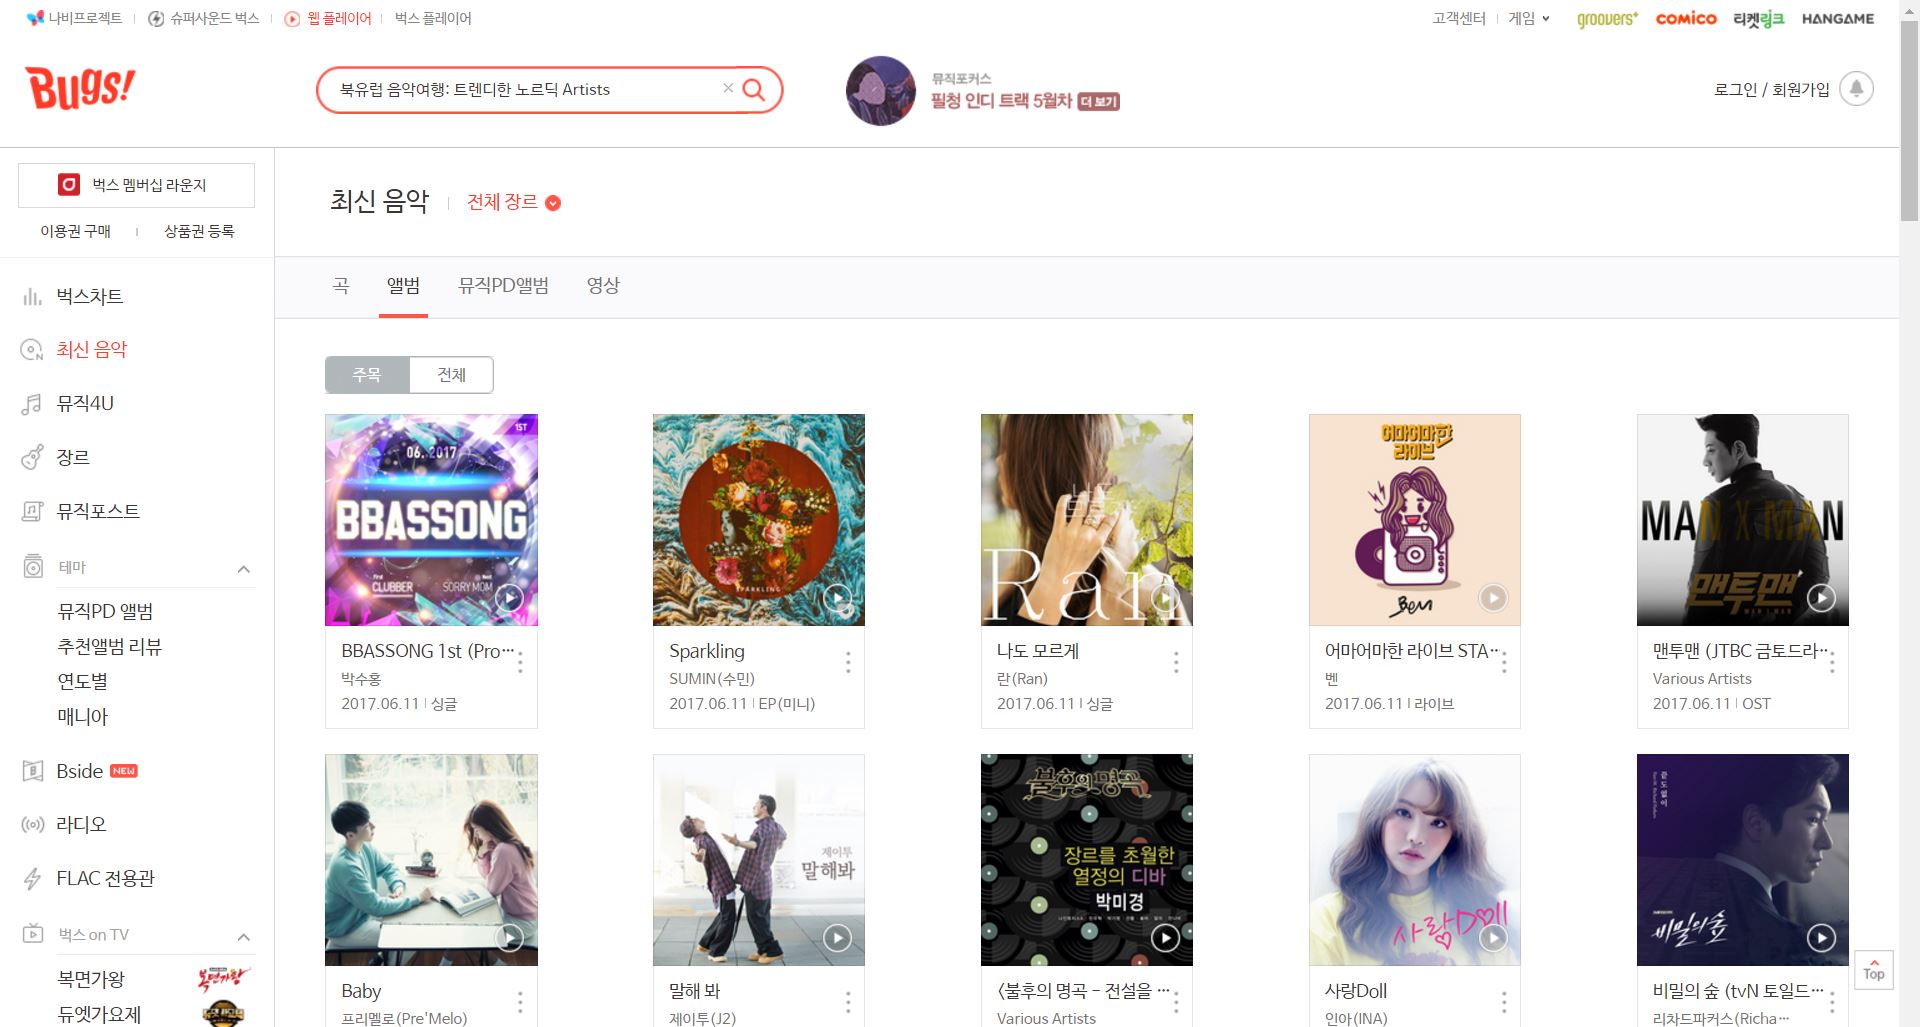 나비프로젝트
슈퍼사운드 벅스
웹 플레이어
벅스 플레이어
고객센터
게임
groovers+
comico
티켓링크
HANGAME
Bugs!
북유럽 음악여행: 트렌디한 노르딕 Artists
뮤직포커스
필청 인디 트랙 5월차 더 보기
로그인 / 회원가입
벅스 멤버십 라운지
이용권 구매
상품권 등록
벅스차트
최신 음악
뮤직4U
장르
뮤직포스트
테마
뮤직PD 앨범
추천앨범 리뷰
연도별
매니아
Bside NEW
라디오
FLAC 전용관
벅스 on TV
복면가왕
복면가왕
듀엣가요제
최신 음악
전체 장르
곡
앨범
뮤직PD앨범
영상
주목
전체
1ST
06. 2017
BBASSONG
First
CLUBBER
Next
SORRY MOM
BBASSONG 1st (Pro…
박수홍
2017.06.11 | 싱글
SPARKLING
Sparkling
SUMIN(수민)
2017.06.11 | EP(미니)
Ran
나도 모르게
란(Ran)
2017.06.11 | 싱글
어마어마한
라이브
BEN
어마어마한 라이브 STA…
벤
2017.06.11 | 라이브
MAN X MAN
맨투맨
MAN X MAN
맨투맨 (JTBC 금토드라…
Various Artists
2017.06.11 | OST
Baby
프리멜로(Pre'Melo)
제이투
말해봐
말해 봐
제이투(J2)
불후의 명곡
장르를 초월한
열정의 디바
박미경
<불후의 명곡 - 전설을 …
Various Artists
사랑Doll
사랑Doll
인아(INA)
끝도 없이
비밀의 숲
비밀의 숲 (tvN 토일드…
리차드파커스(Richa…
Top